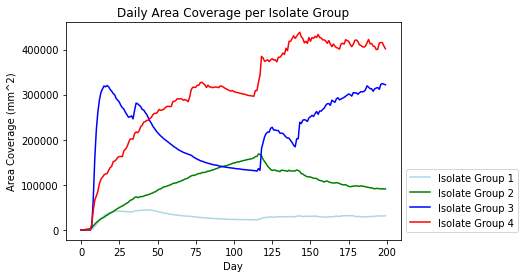 Daily Area Coverage per Isolate Group
Area Coverage (mm^2)
400000
300000
200000
100000
0
0 25 50 75 100 125 150 175 200
Day
Isolate Group 1
Isolate Group 2
Isolate Group 3
Isolate Group 4